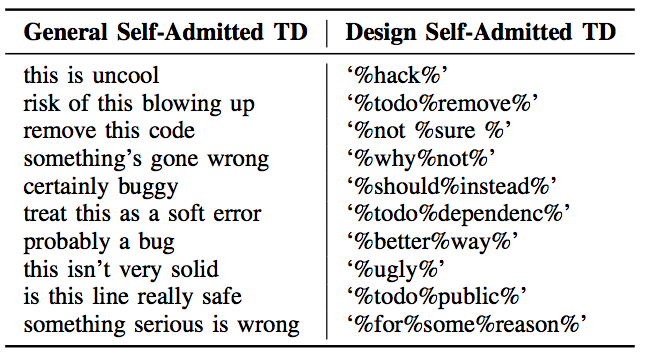 General Self-Admitted TD | Design Self-Admitted TD
this is uncool | ‘%hack%’
risk of this blowing up | ‘%todo%remove%’
remove this code | ‘%not %sure %’
something’s gone wrong | ‘%why%not%’
certainly buggy | ‘%should%instead%’
treat this as a soft error | ‘%todo%dependenc%’
probably a bug | ‘%better%way%’
this isn’t very solid | ‘%ugly%’
is this line really safe | ‘%todo%public%’
something serious is wrong | ‘%for%some%reason%’